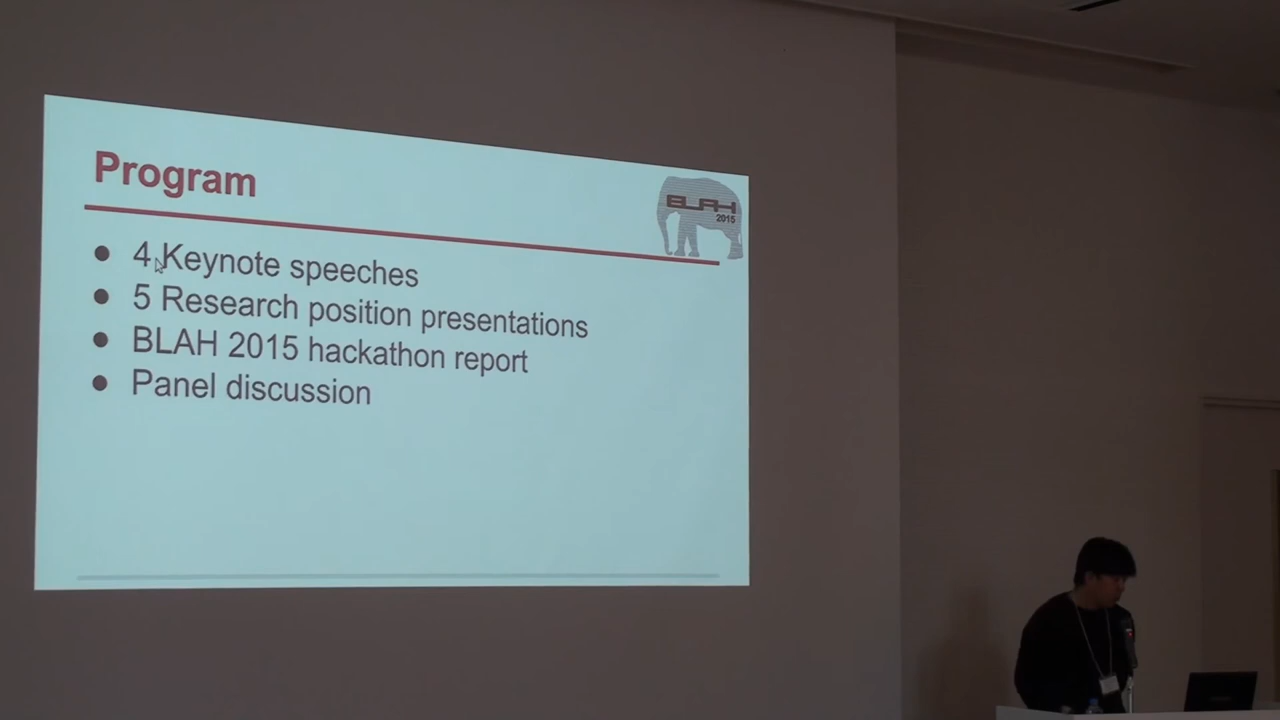 Program
BLAH
2015
4 Keynote speeches
5 Research position presentations
BLAH 2015 hackathon report
Panel discussion